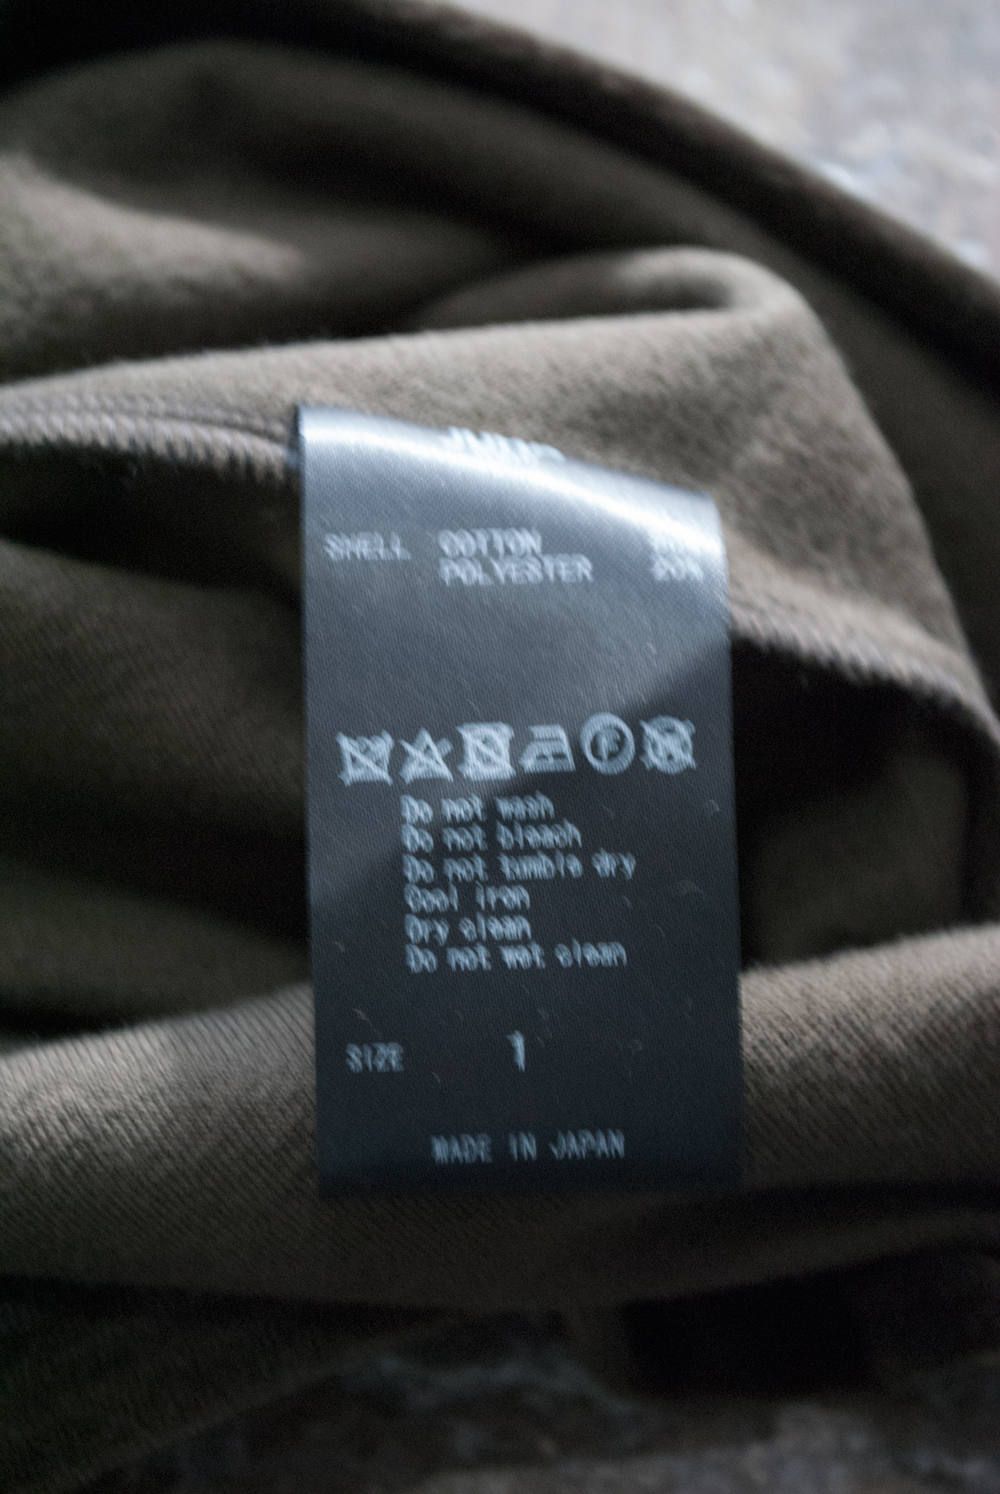 SHELL COTTON
POLYESTER 20%
F
Do not wash
Do not bleach
Do not tumble dry
Cool iron
Dry clean
Do not wet clean
SIZE 1
MADE IN JAPAN